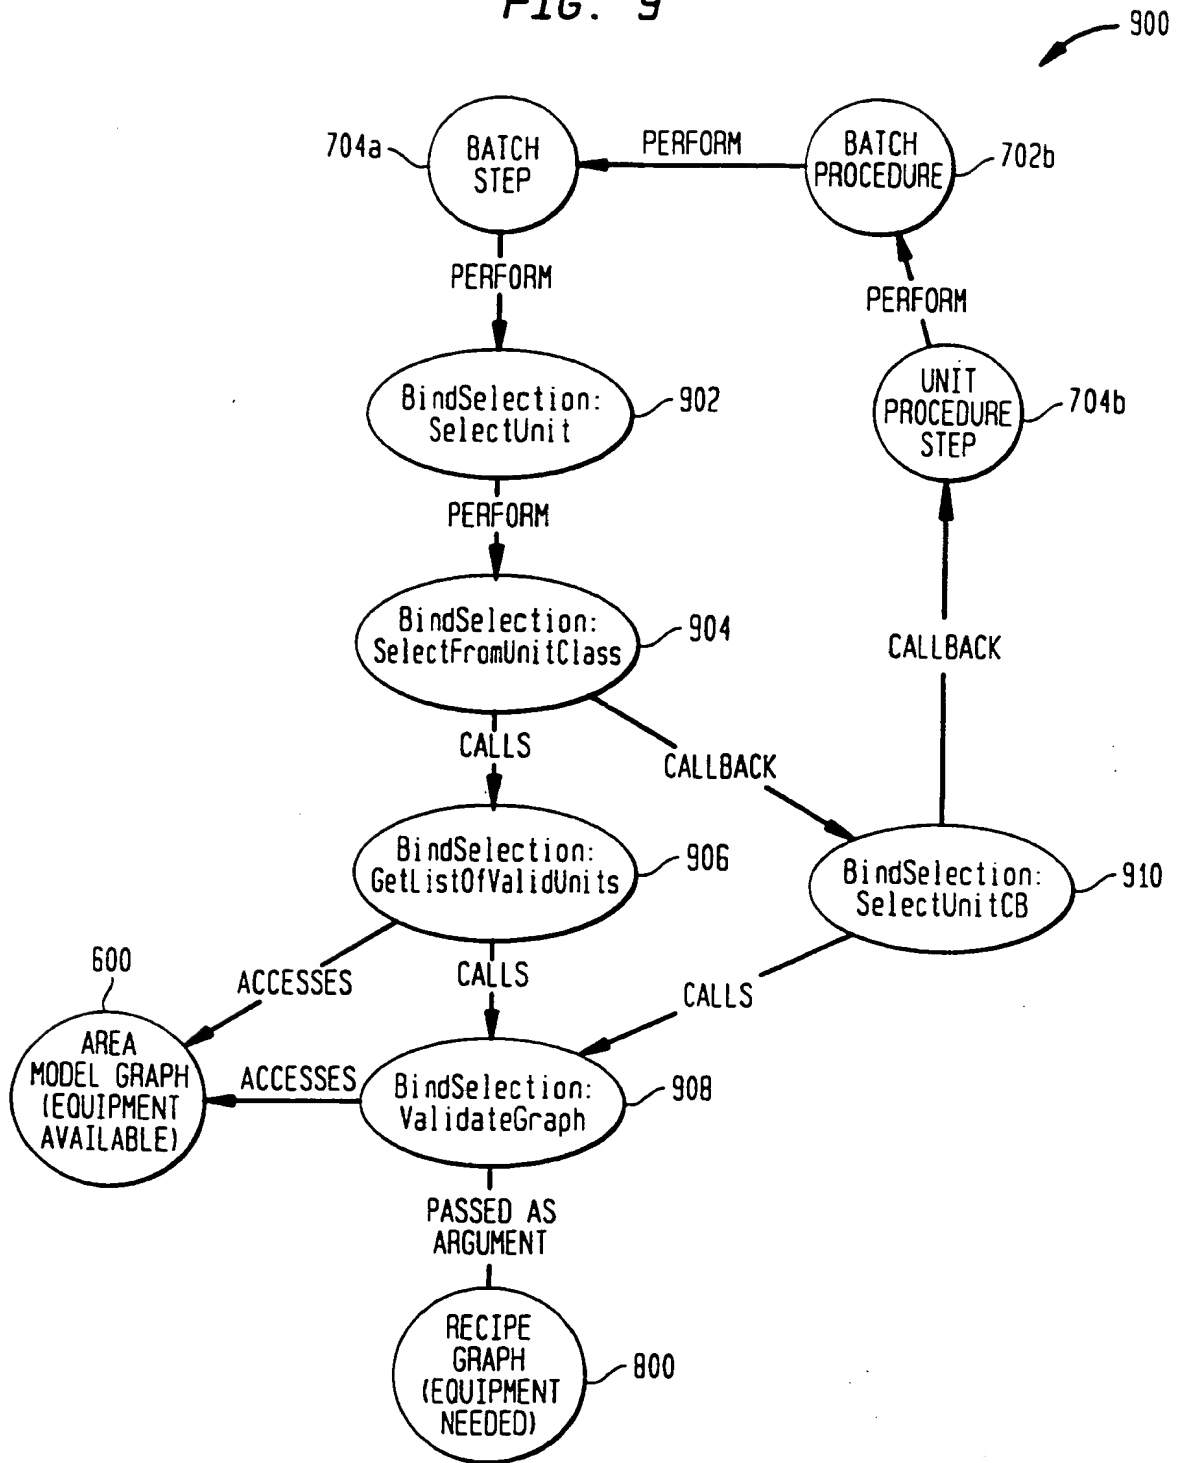 FIG. 9
900
704a
BATCH
STEP
PERFORM
BATCH
PROCEDURE
702b
PERFORM
PERFORM
BindSelection:
SelectUnit
902
UNIT
PROCEDURE
STEP
704b
PERFORM
BindSelection:
SelectFromUnitClass
904
CALLBACK
CALLS
CALLBACK
BindSelection:
GetListOfValidUnits
906
BindSelection:
SelectUnitCB
910
600
ACCESSES
CALLS
CALLS
AREA
MODEL GRAPH
(EQUIPMENT
AVAILABLE)
ACCESSES
BindSelection:
ValidateGraph
908
PASSED AS
ARGUMENT
RECIPE
GRAPH
(EQUIPMENT
NEEDED)
800